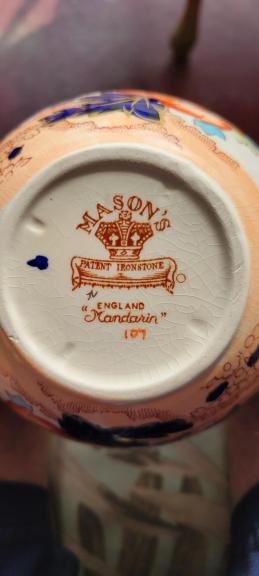 MASON'S
PATENT IRONSTONE
ENGLAND
"Mandarin"
107